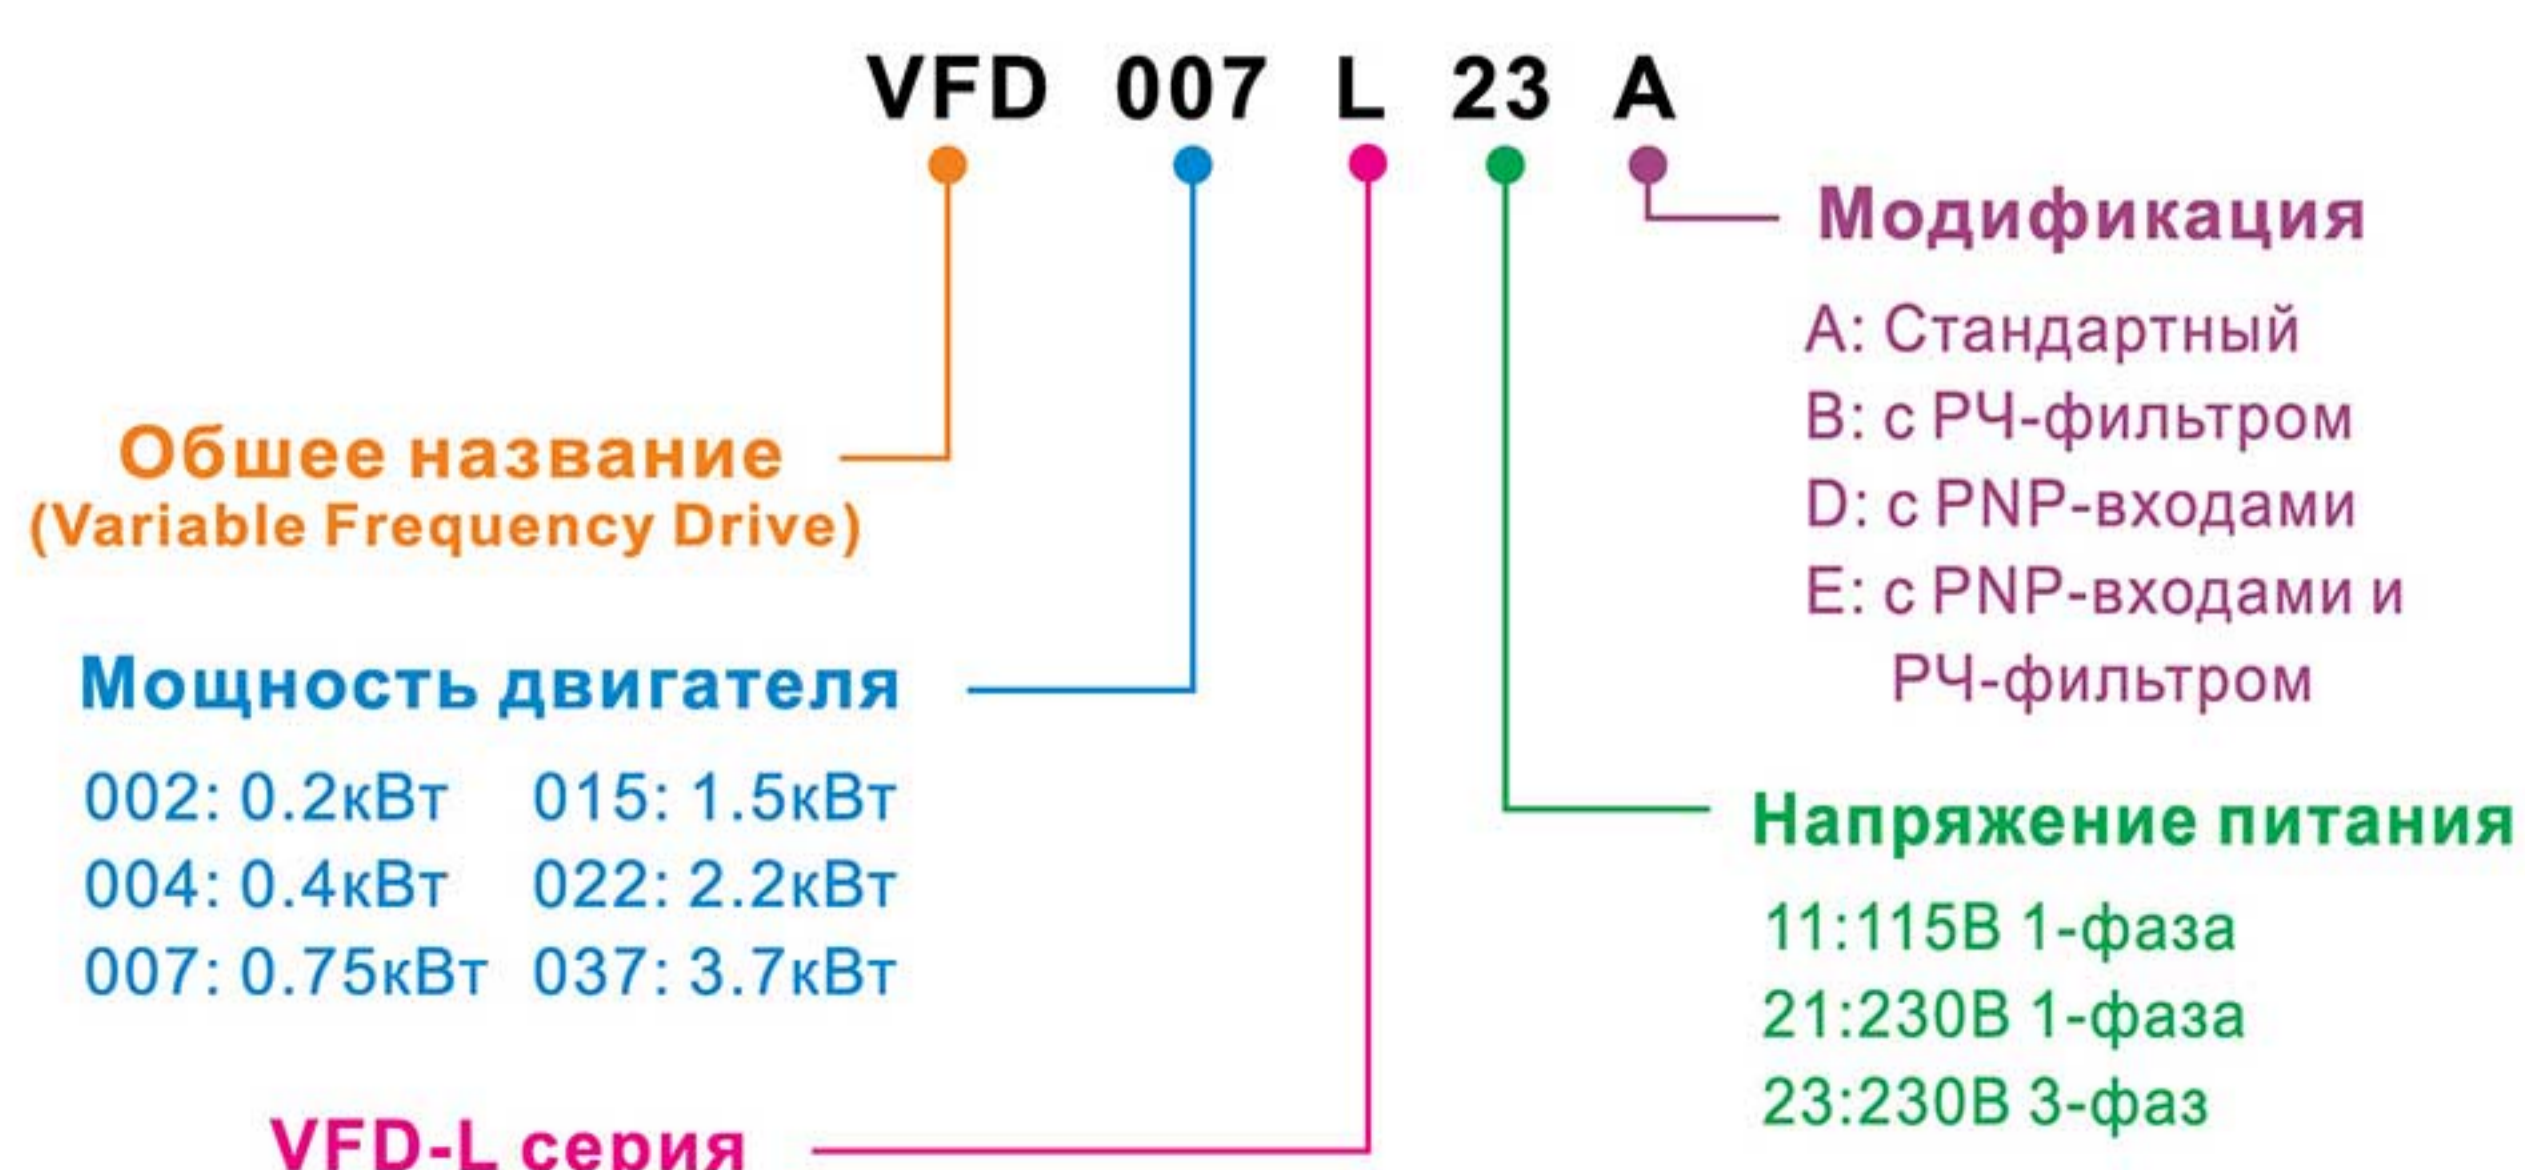 VFD 007 L 23 A
Модификация
A: Стандартный
B: с РЧ-фильтром
D: с PNP-входами
E: с PNP-входами и
РЧ-фильтром
Обшее название
(Variable Frequency Drive)
Мощность двигателя
002: 0.2кВт 015: 1.5кВт
004: 0.4кВт 022: 2.2кВт
007: 0.75кВт 037: 3.7кВт
Напряжение питания
11:115В 1-фаза
21:230В 1-фаза
23:230В 3-фаз
VFD-L серия